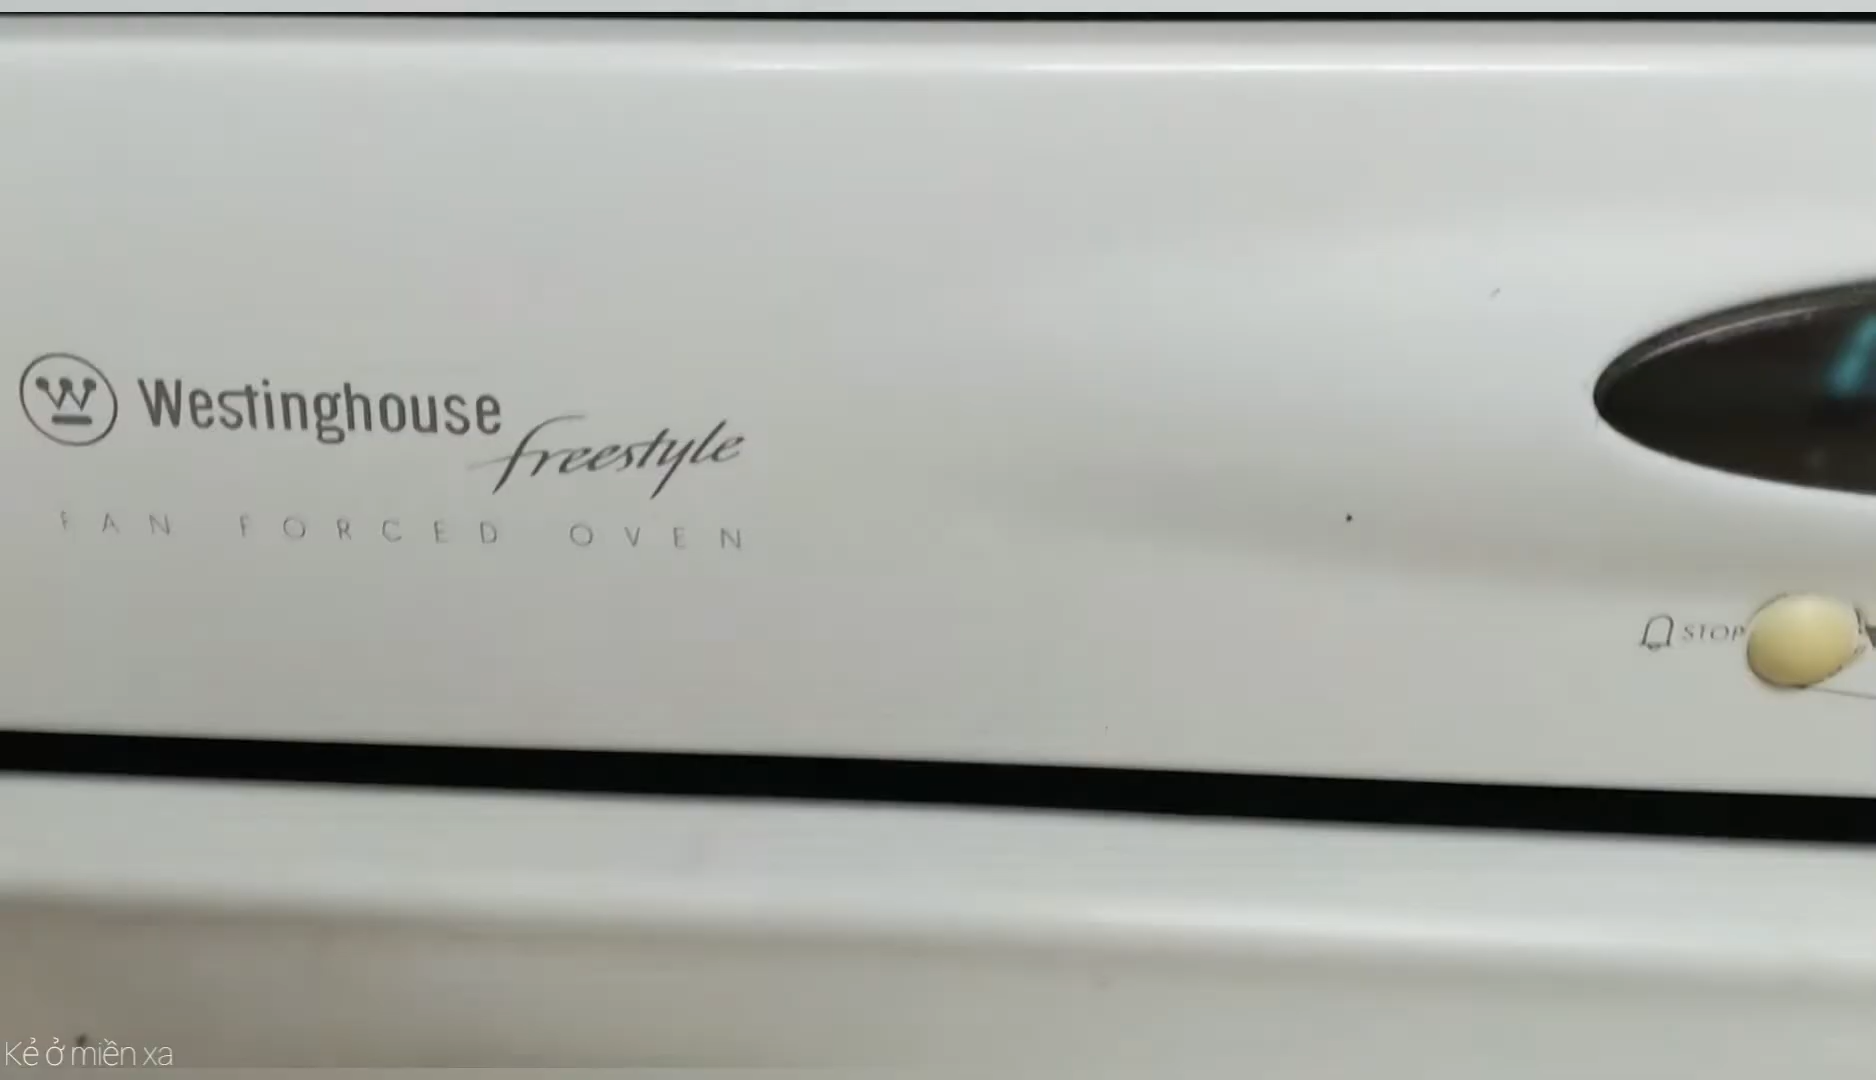 W Westinghouse freestyle
FAN FORCED OVEN
STOP
Kẻ ở miền xa